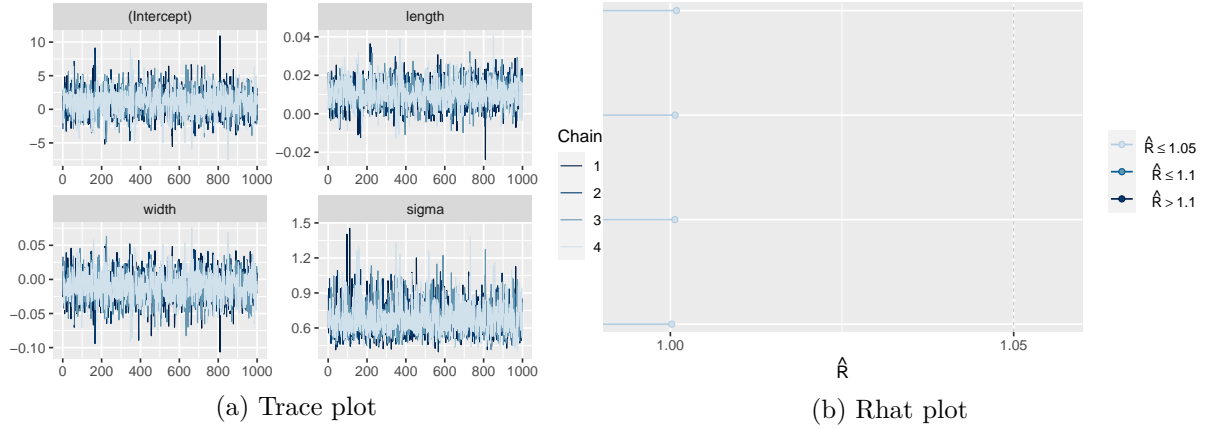 (Intercept)
length
10
5
0
−5
0.04
0.02
0.00
−0.02
0 200 400 600 800 1000
0 200 400 600 800 1000
width
sigma
0.05
0.00
−0.05
−0.10
1.5
1.2
0.9
0.6
0 200 400 600 800 1000
0 200 400 600 800 1000
Chain
1
2
3
4
(a) Trace plot
1.00
1.05
R̂
R̂ ≤ 1.05
R̂ ≤ 1.1
R̂ > 1.1
(b) Rhat plot